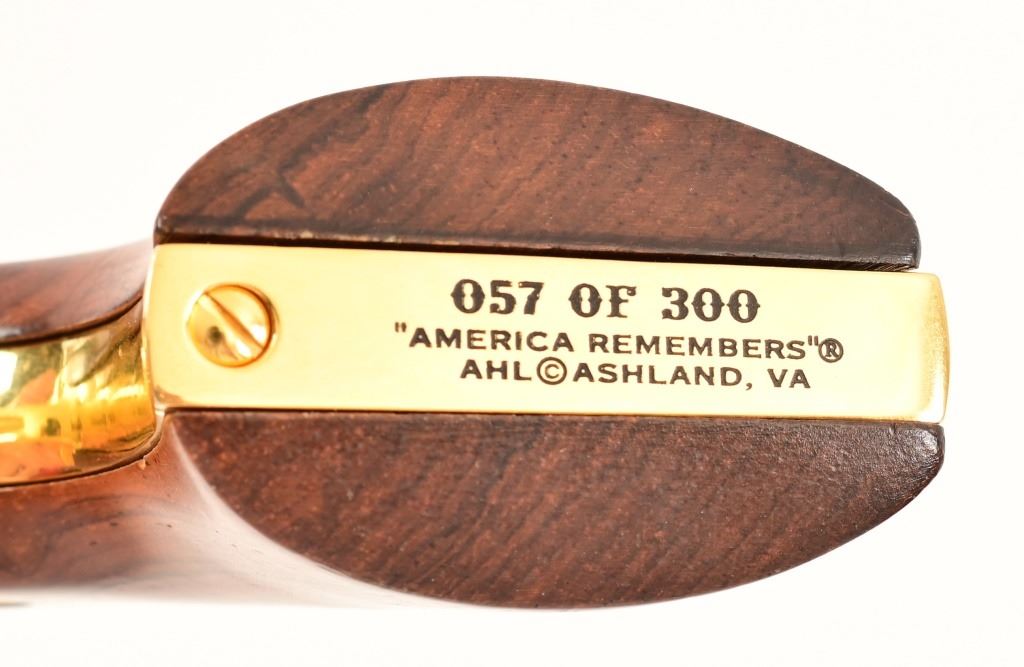 057 OF 300
"AMERICA REMEMBERS"®
AHL©ASHLAND, VA